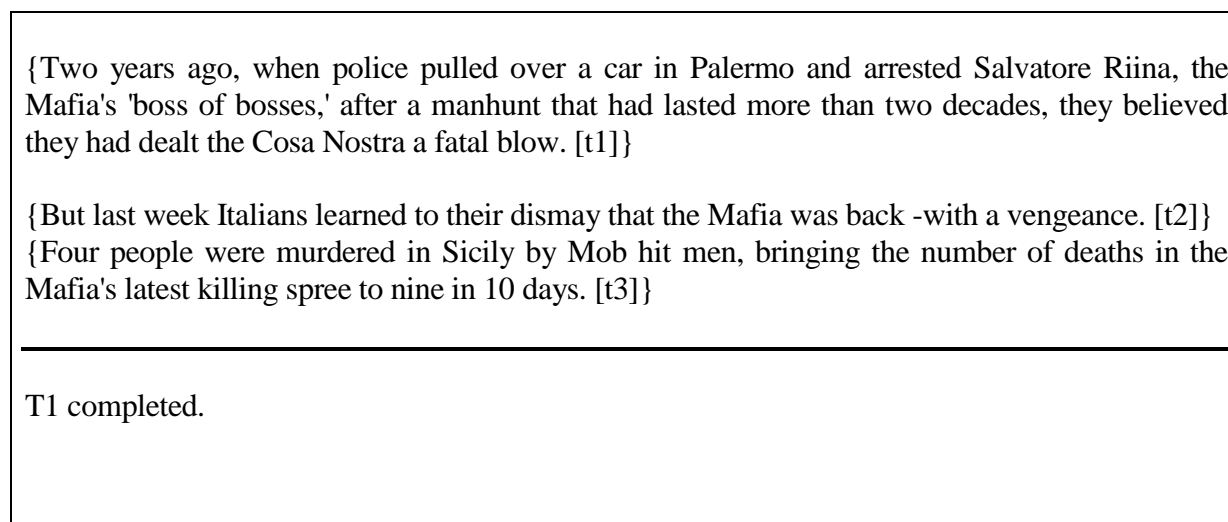 {Two years ago, when police pulled over a car in Palermo and arrested Salvatore Riina, the
Mafia's 'boss of bosses,' after a manhunt that had lasted more than two decades, they believed
they had dealt the Cosa Nostra a fatal blow. [t1]}
{But last week Italians learned to their dismay that the Mafia was back -with a vengeance. [t2]}
{Four people were murdered in Sicily by Mob hit men, bringing the number of deaths in the
Mafia's latest killing spree to nine in 10 days. [t3]}
T1 completed.